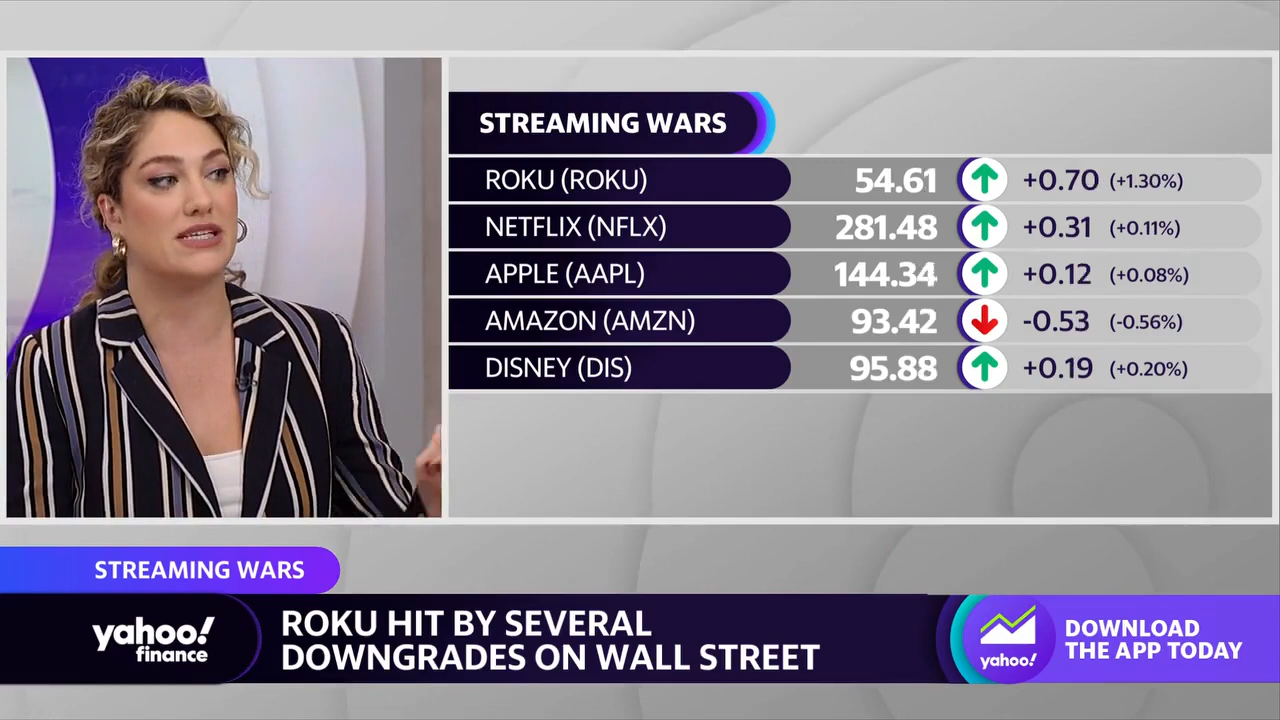 STREAMING WARS
ROKU (ROKU) 54.61 +0.70 (+1.30%)
NETFLIX (NFLX) 281.48 +0.31 (+0.11%)
APPLE (AAPL) 144.34 +0.12 (+0.08%)
AMAZON (AMZN) 93.42 -0.53 (-0.56%)
DISNEY (DIS) 95.88 +0.19 (+0.20%)
STREAMING WARS
yahoo!
finance
ROKU HIT BY SEVERAL
DOWNGRADES ON WALL STREET
yahoo!
DOWNLOAD
THE APP TODAY